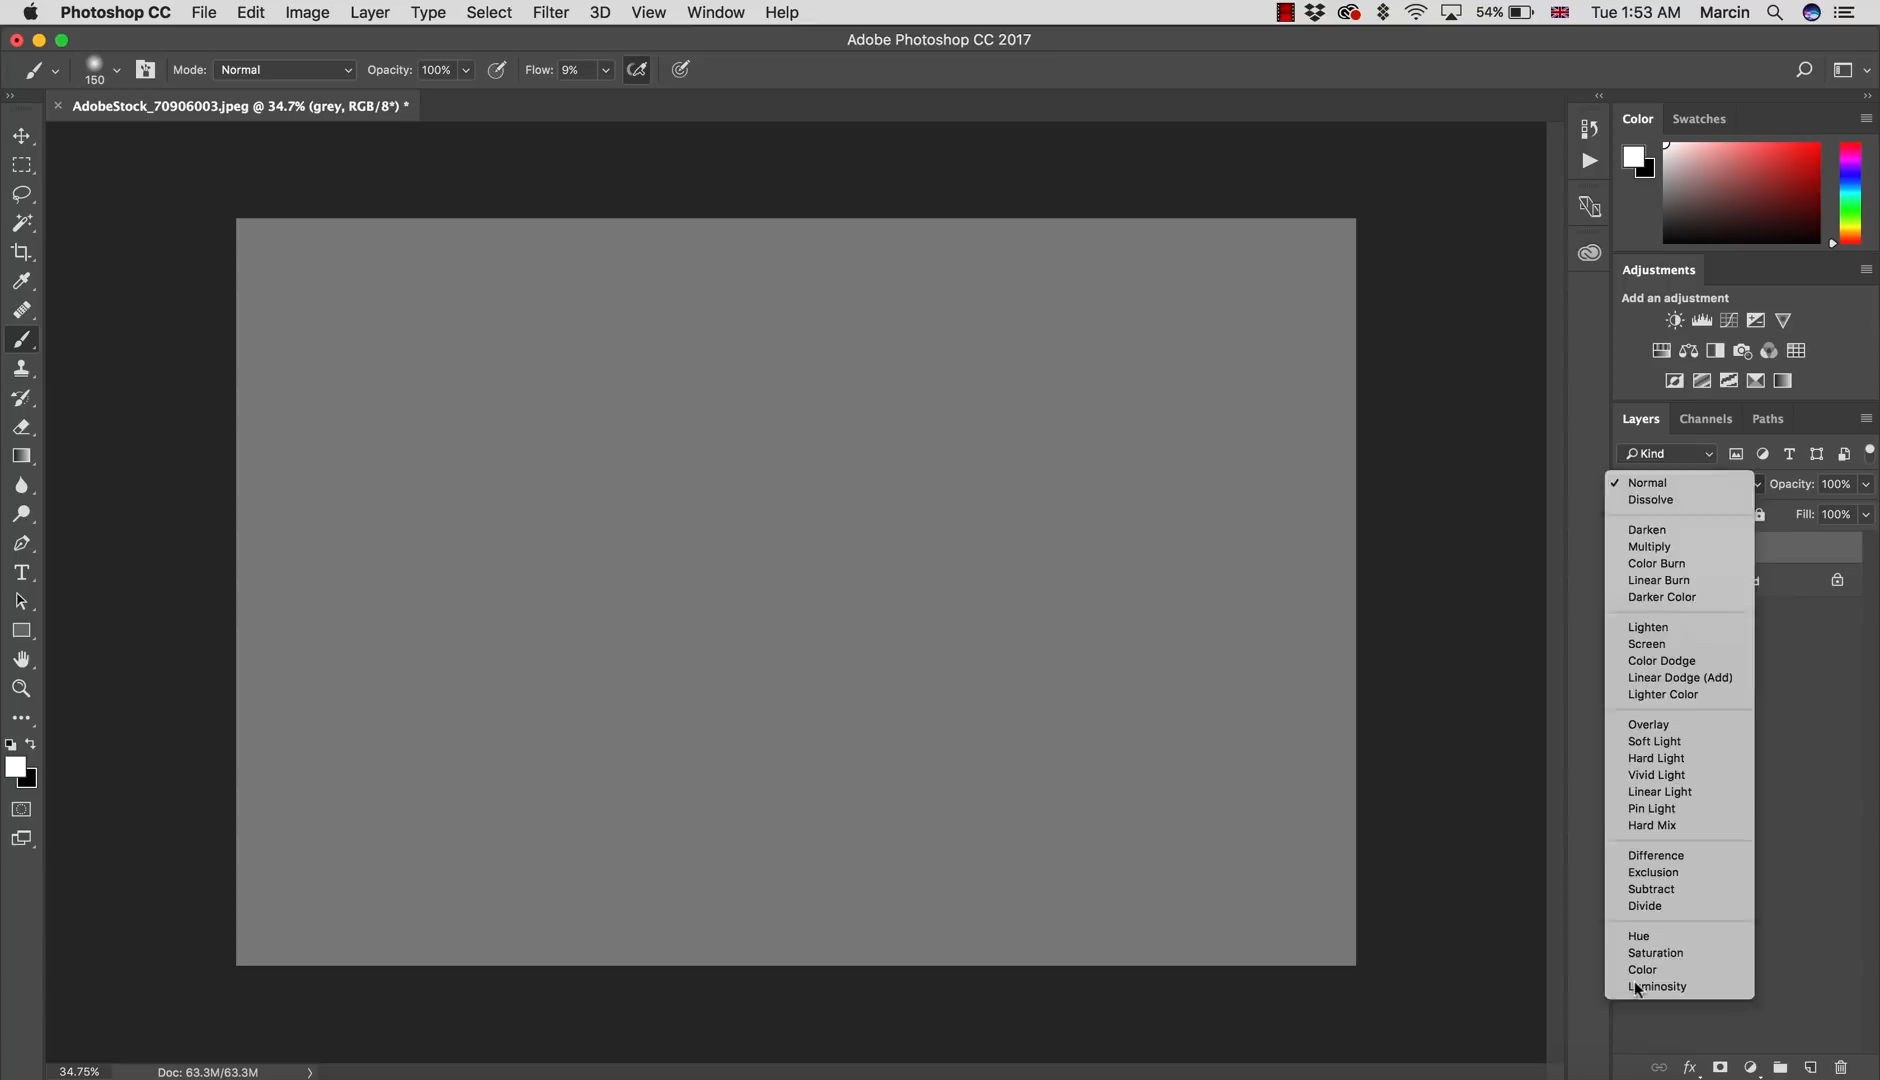 Photoshop CC File Edit Image Layer Type Select Filter 3D View Window Help 54% Tue 1:53 AM Marcin
Adobe Photoshop CC 2017
150 Mode: Normal Opacity: 100% Flow: 9%
× AdobeStock_70906003.jpeg @ 34.7% (grey, RGB/8*) *
Color Swatches
Adjustments
Add an adjustment
Layers Channels Paths
Kind
Opacity: 100%
Fill: 100%
✓ Normal
Dissolve
Darken
Multiply
Color Burn
Linear Burn
Darker Color
Lighten
Screen
Color Dodge
Linear Dodge (Add)
Lighter Color
Overlay
Soft Light
Hard Light
Vivid Light
Linear Light
Pin Light
Hard Mix
Difference
Exclusion
Subtract
Divide
Hue
Saturation
Color
Luminosity
34.75% Doc: 63.3M/63.3M
fx